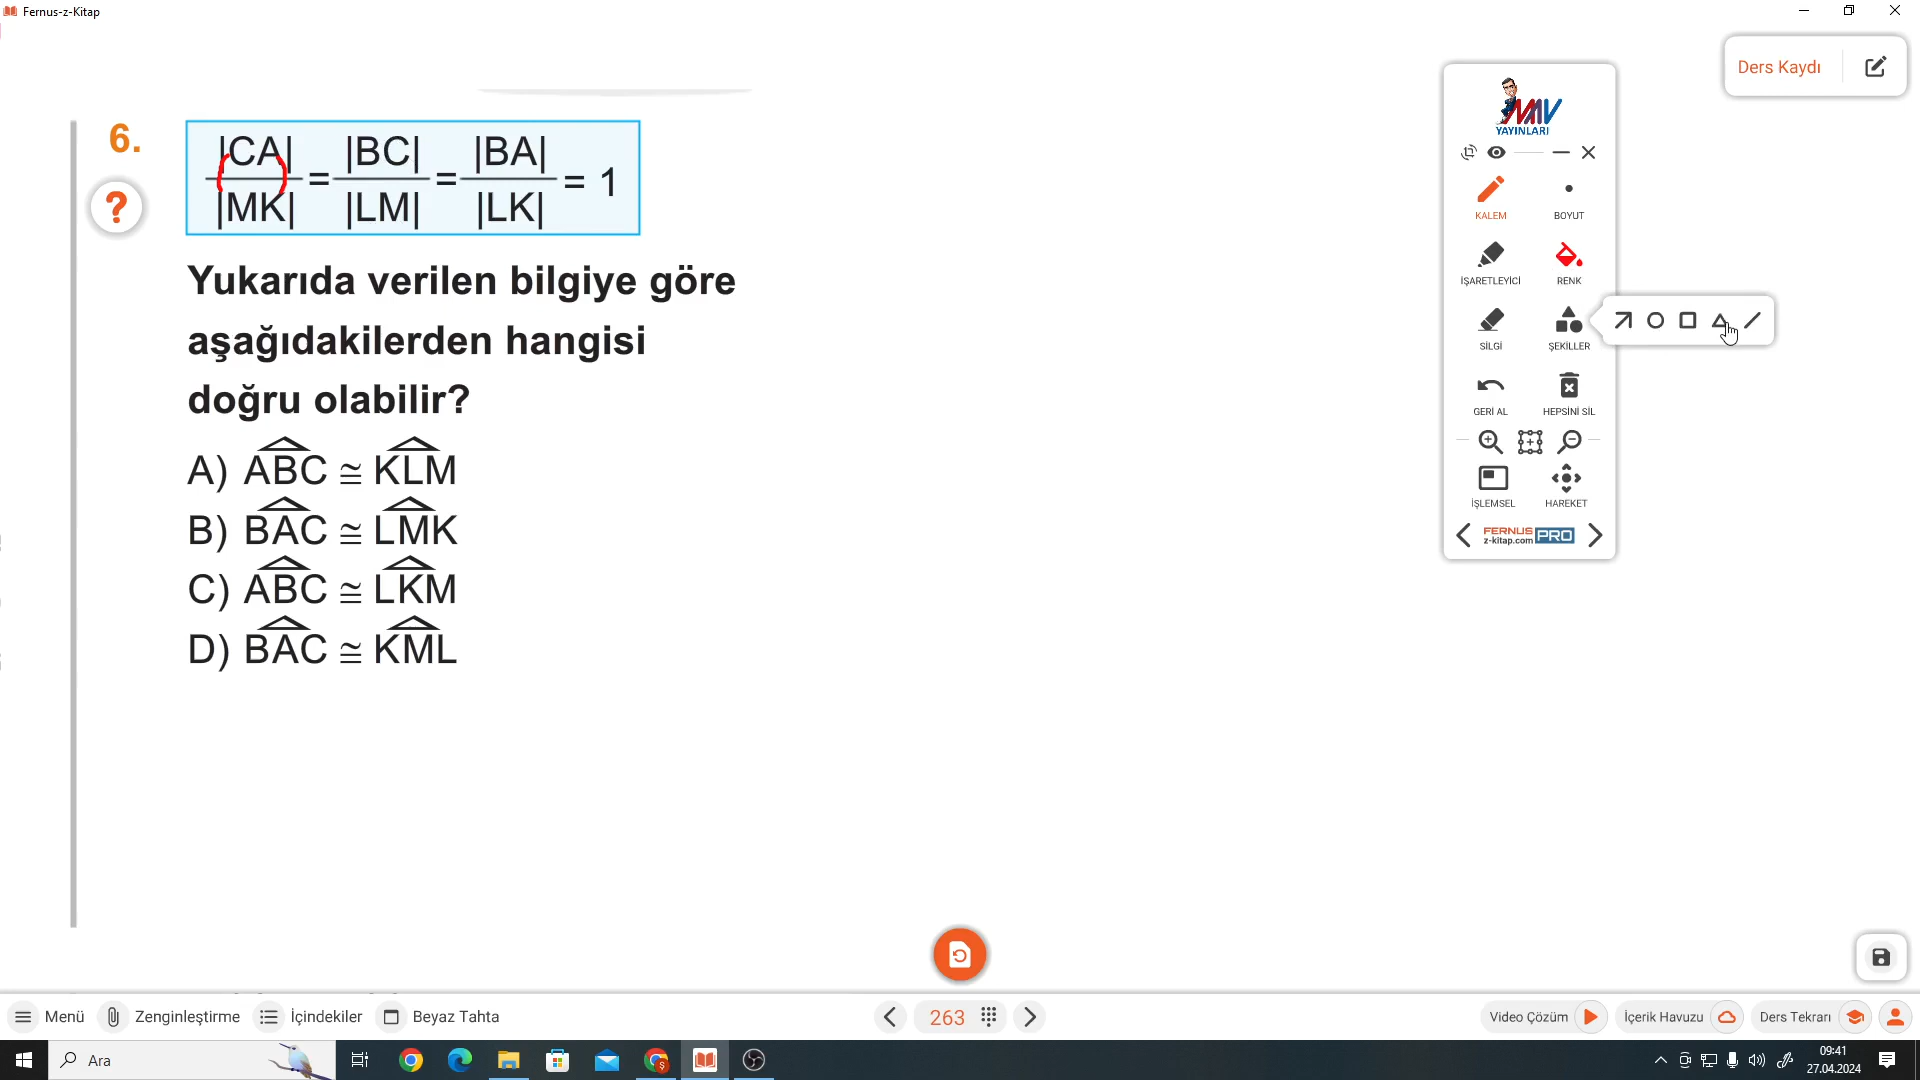 Fernus-z-Kitap
Ders Kaydı
MAV
YAYINLARI
6.
|CA| / |MK| = |BC| / |LM| = |BA| / |LK| = 1
?
Yukarıda verilen bilgiye göre
aşağıdakilerden hangisi
doğru olabilir?
A) ABC ≅ KLM
B) BAC ≅ LMK
C) ABC ≅ LKM
D) BAC ≅ KML
KALEM
BOYUT
İŞARETLEYİCİ
RENK
SİLGİ
ŞEKİLLER
GERİ AL
HEPSİNİ SİL
İŞLEMSEL
HAREKET
FERNUS
z-kitap.com
PRO
Menü
Zenginleştirme
İçindekiler
Beyaz Tahta
263
Video Çözüm
İçerik Havuzu
Ders Tekrarı
Ara
09:41
27.04.2024